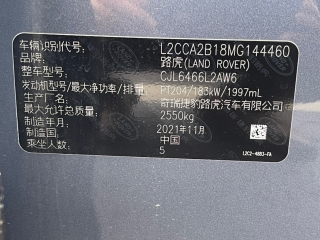 车辆识别代号: L2CCA2B18MG144460
品牌: 路虎(LAND ROVER)
整车型号: CJL6466L2AW6
发动机型号/最大净功率/排量: PT204/183kW/1997mL
制造厂名: 奇瑞捷豹路虎汽车有限公司
最大允许总质量: 2550kg
制造年月: 2021年11月
制造国: 中国
乘坐人数: 5
L2C2-4883-FA